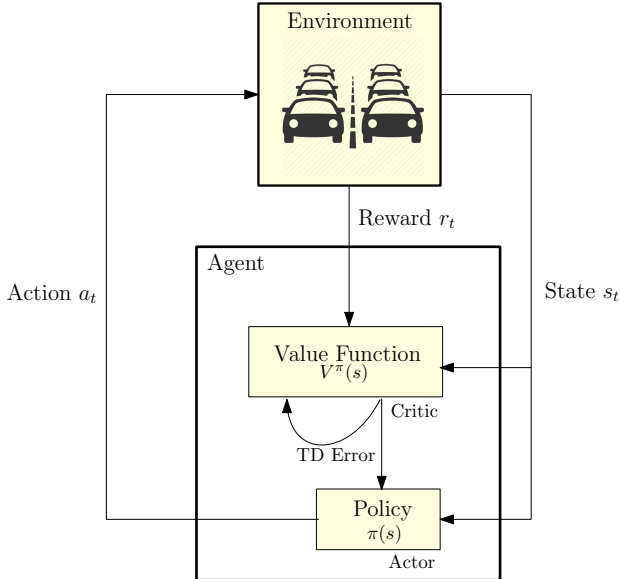 Environment
Reward r_t
Agent
Action a_t
State s_t
Value Function
V^π(s)
Critic
TD Error
Policy
π(s)
Actor